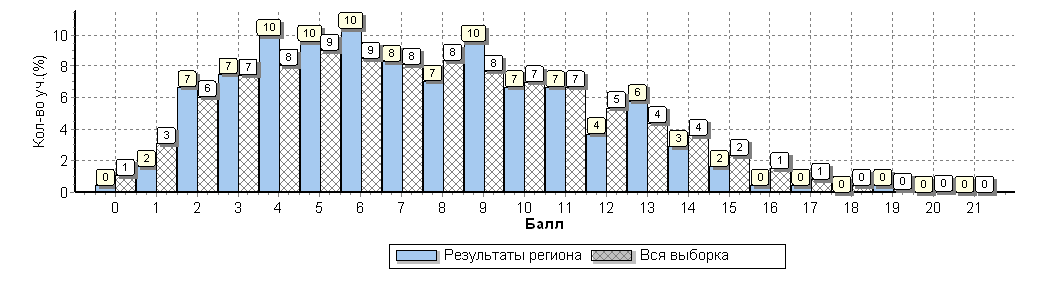 Кол-во уч.(%)
10
8
6
4
2
0
0 1 2 3 7 6 7 7 10 8 10 9 10 9 8 8 7 8 10 8 7 7 7 7 4 5 6 4 3 4 2 2 0 1 0 1 0 0 0 0 0 0 0 0
0 1 2 3 4 5 6 7 8 9 10 11 12 13 14 15 16 17 18 19 20 21
Балл
Результаты региона Вся выборка